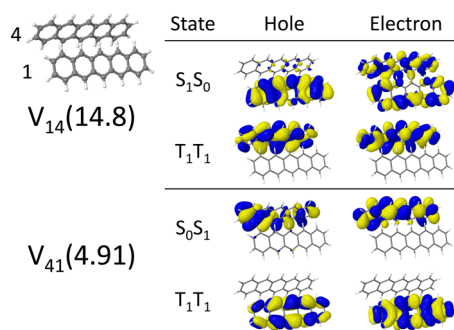 State Hole Electron
4
1
V₁₄(14.8)
S₁S₀
T₁T₁
V₄₁(4.91)
S₀S₁
T₁T₁